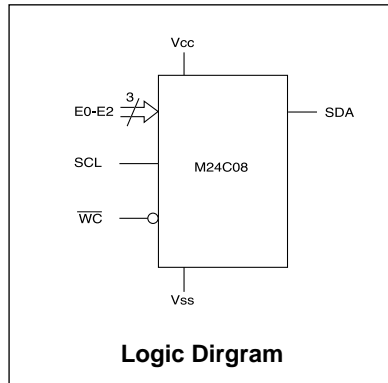 Vcc
3
E0-E2
SDA
SCL
M24C08
WC
Vss
Logic Dirgram